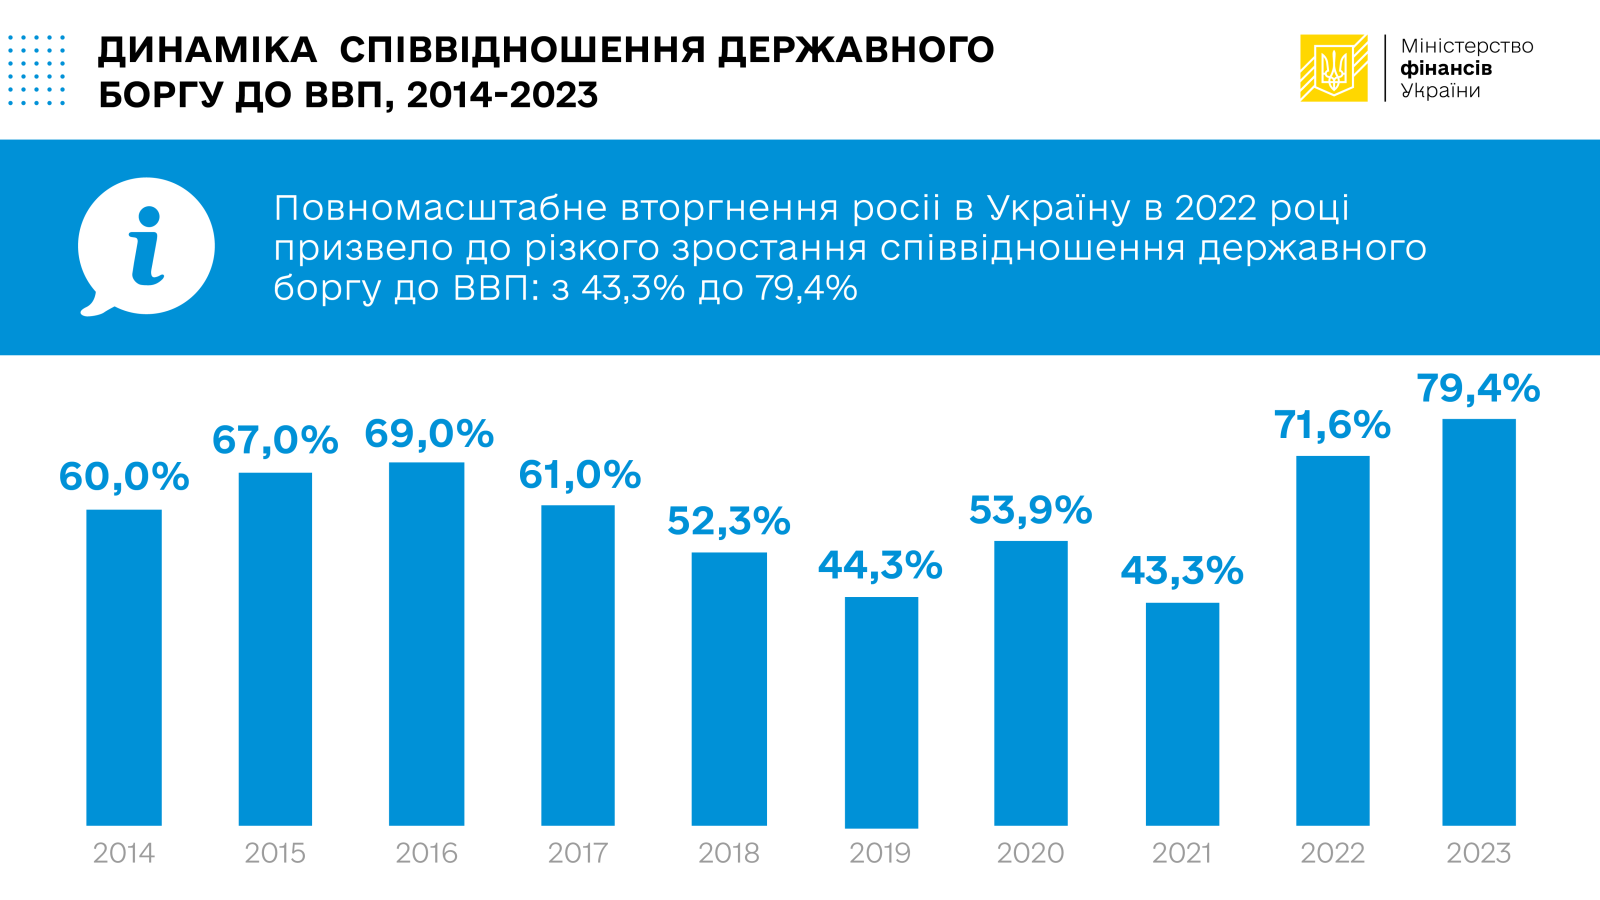 ДИНАМІКА СПІВВІДНОШЕННЯ ДЕРЖАВНОГО
БОРГУ ДО ВВП, 2014-2023
Міністерство
фінансів
України
Повномасштабне вторгнення росіі в Україну в 2022 році
призвело до різкого зростання співвідношення державного
боргу до ВВП: з 43,3% до 79,4%
60,0% 67,0% 69,0% 61,0% 52,3% 44,3% 53,9% 43,3% 71,6% 79,4%
2014 2015 2016 2017 2018 2019 2020 2021 2022 2023